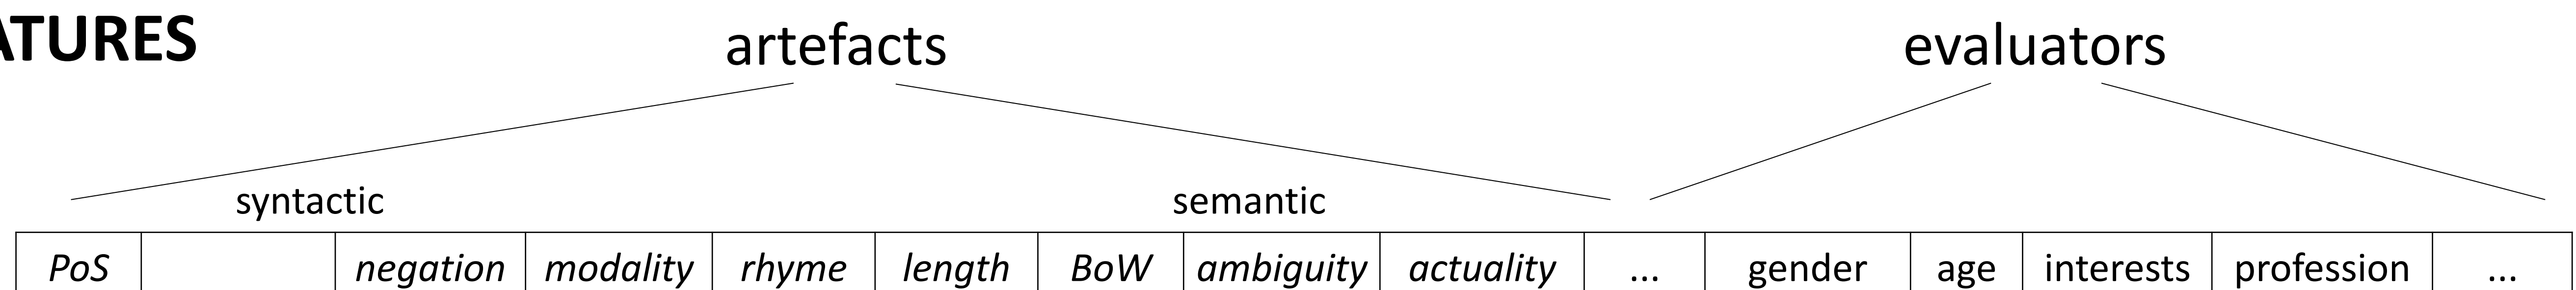 ATURES artefacts evaluators
syntactic semantic
PoS negation modality rhyme length BoW ambiguity actuality ... gender age interests profession ...